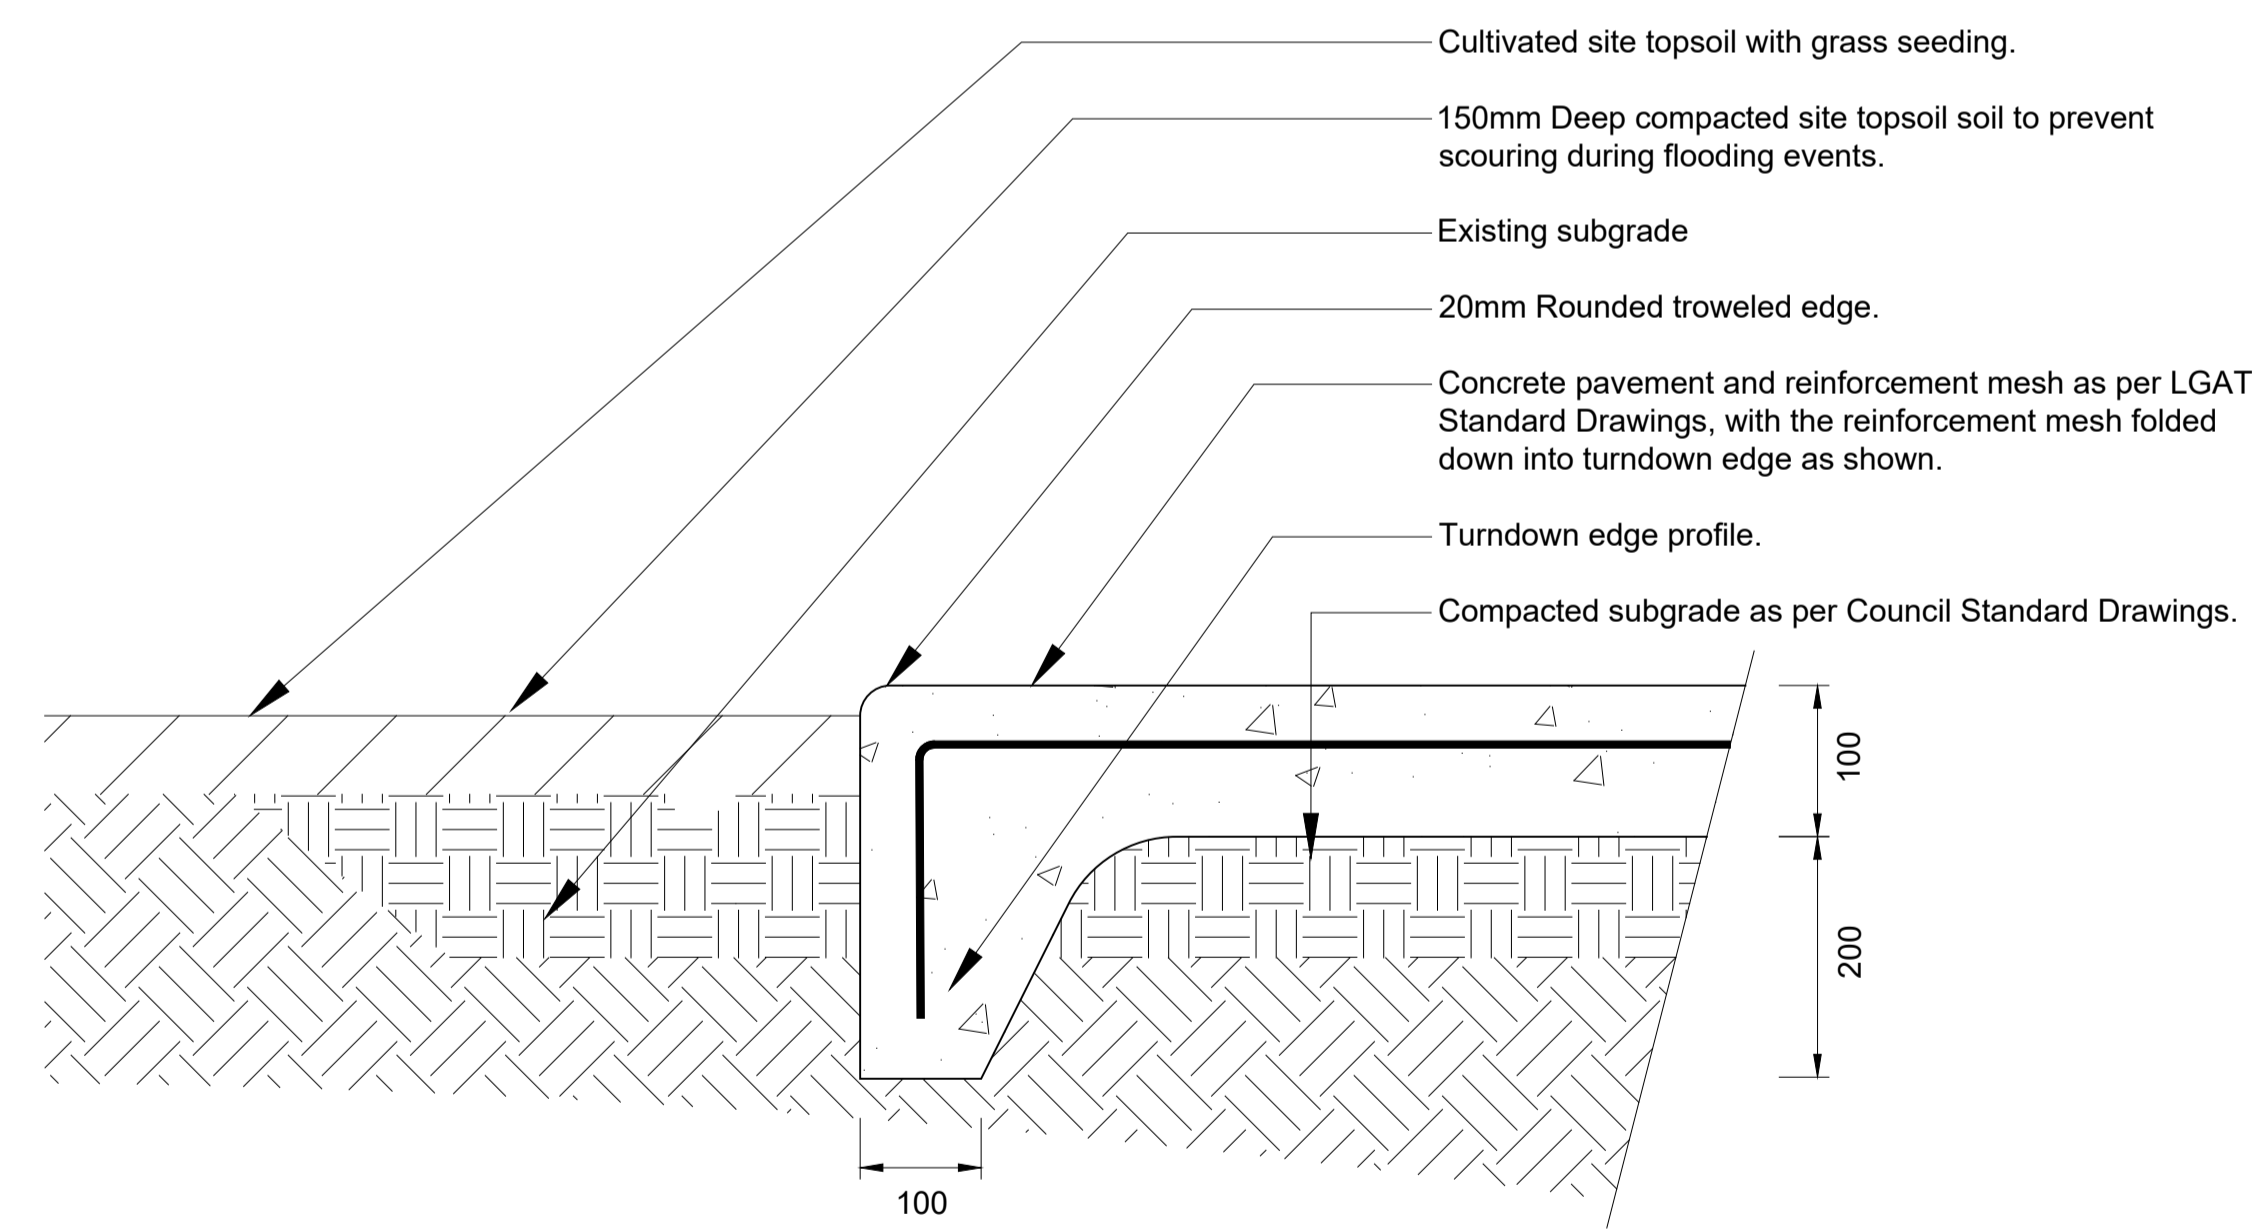 Cultivated site topsoil with grass seeding.
150mm Deep compacted site topsoil soil to prevent
scouring during flooding events.
Existing subgrade
20mm Rounded troweled edge.
Concrete pavement and reinforcement mesh as per LGAT
Standard Drawings, with the reinforcement mesh folded
down into turndown edge as shown.
Turndown edge profile.
Compacted subgrade as per Council Standard Drawings.
100
200
100